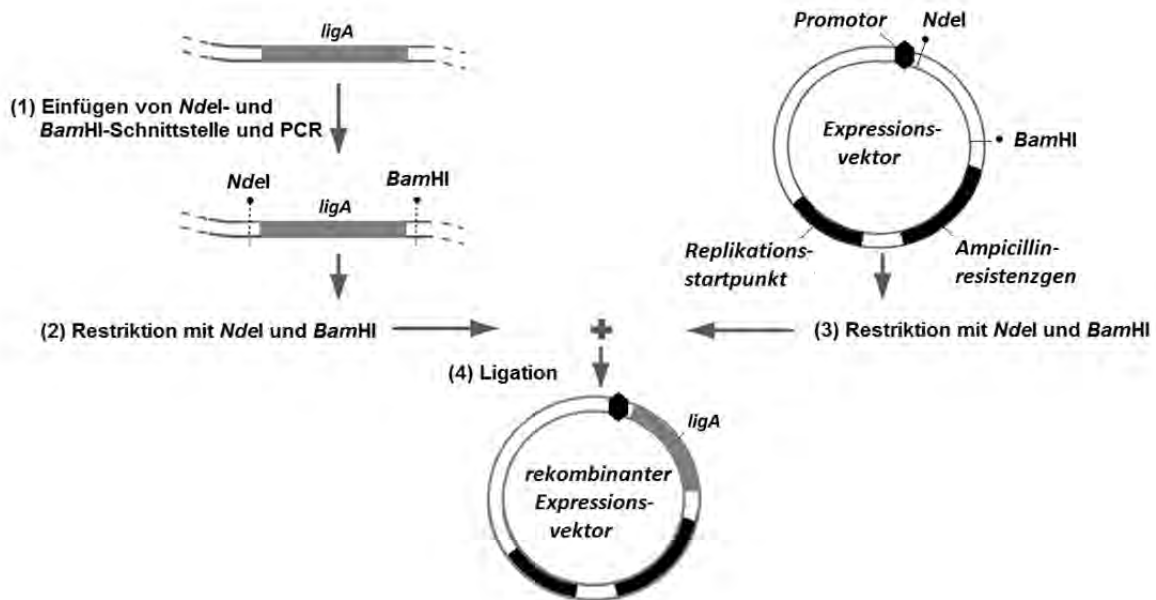 ligA
(1) Einfügen von NdeI- und
BamHI-Schnittstelle und PCR
NdeI
BamHI
ligA
Promotor
NdeI
Expressions-
vektor
BamHI
Replikations-
startpunkt
Ampicillin-
resistenzgen
(2) Restriktion mit NdeI und BamHI
+
(3) Restriktion mit NdeI und BamHI
(4) Ligation
ligA
rekombinanter
Expressions-
vektor